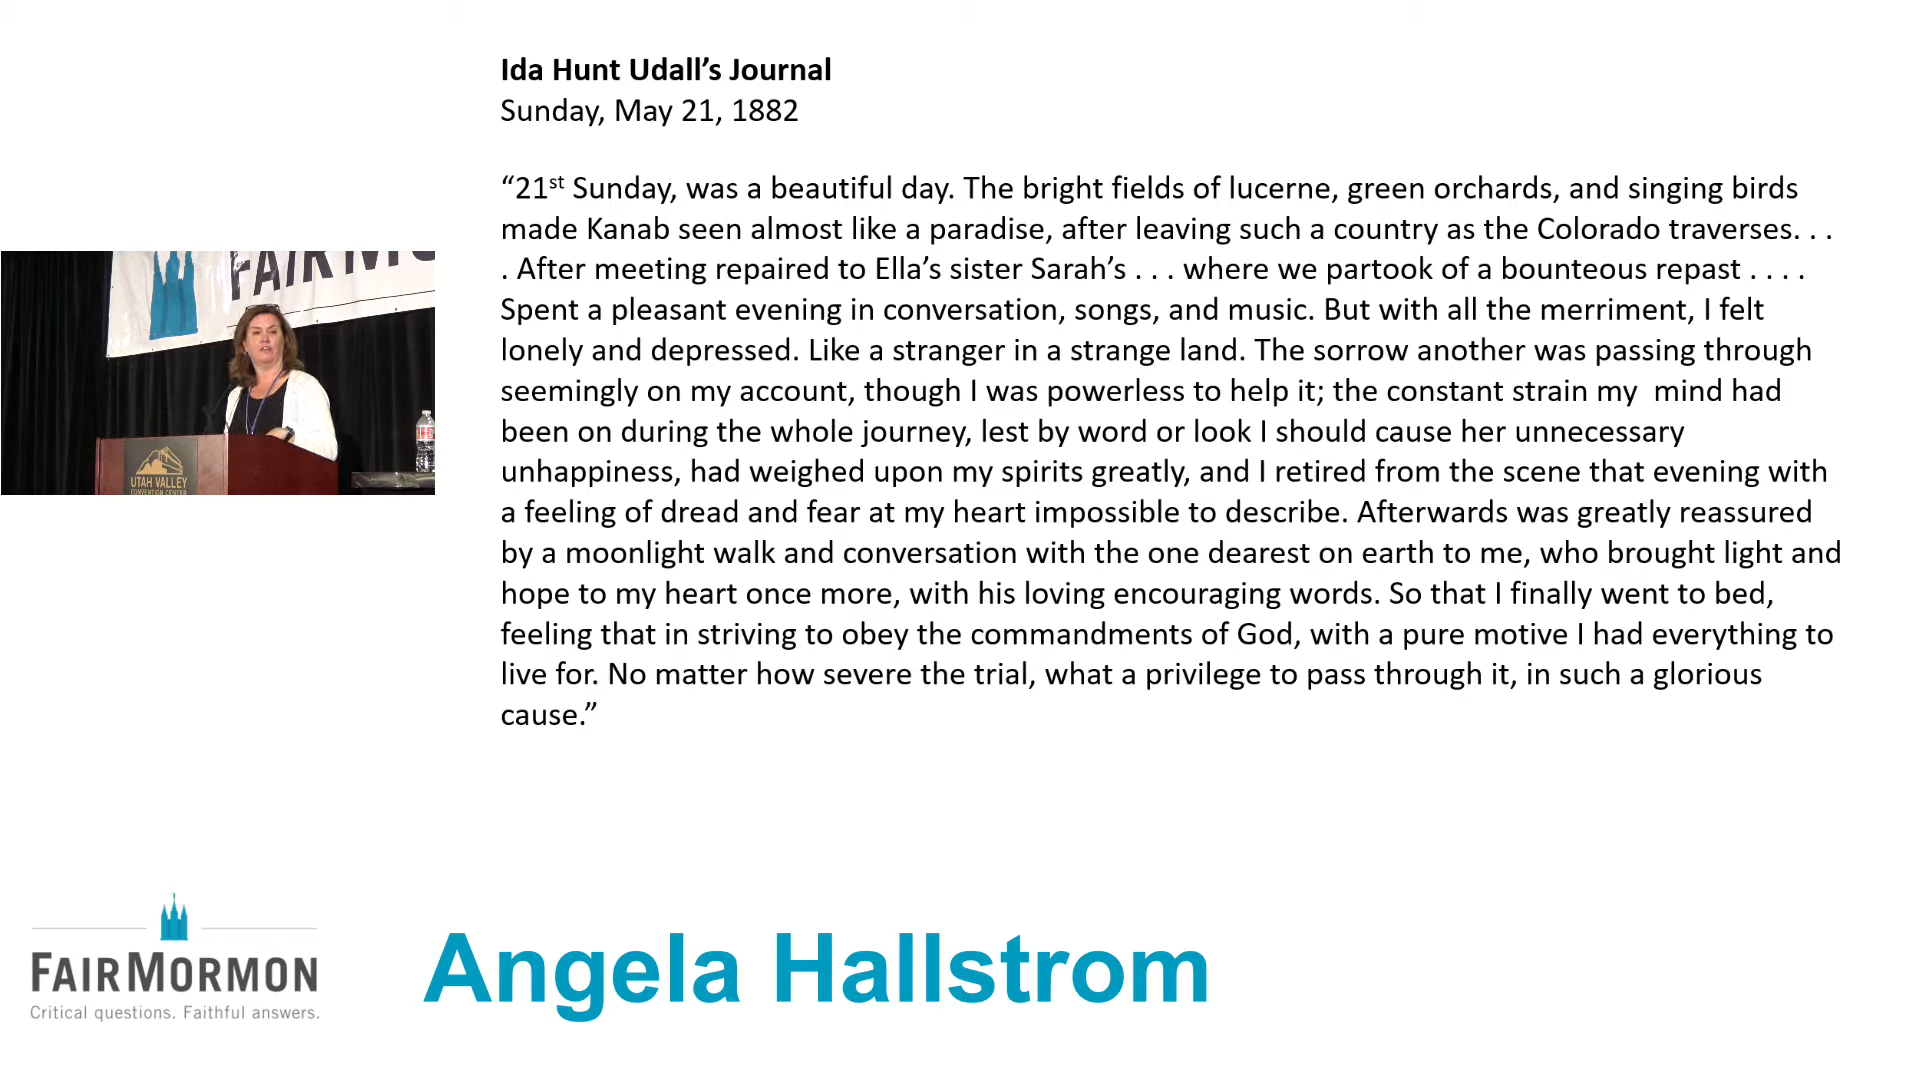 Ida Hunt Udall’s Journal
Sunday, May 21, 1882
“21st Sunday, was a beautiful day. The bright fields of lucerne, green orchards, and singing birds
made Kanab seen almost like a paradise, after leaving such a country as the Colorado traverses. . .
. After meeting repaired to Ella’s sister Sarah’s . . . where we partook of a bounteous repast . . . .
Spent a pleasant evening in conversation, songs, and music. But with all the merriment, I felt
lonely and depressed. Like a stranger in a strange land. The sorrow another was passing through
seemingly on my account, though I was powerless to help it; the constant strain my  mind had
been on during the whole journey, lest by word or look I should cause her unnecessary
unhappiness, had weighed upon my spirits greatly, and I retired from the scene that evening with
a feeling of dread and fear at my heart impossible to describe. Afterwards was greatly reassured
by a moonlight walk and conversation with the one dearest on earth to me, who brought light and
hope to my heart once more, with his loving encouraging words. So that I finally went to bed,
feeling that in striving to obey the commandments of God, with a pure motive I had everything to
live for. No matter how severe the trial, what a privilege to pass through it, in such a glorious
cause.”
FAIRMO
UTAH VALLEY
CONVENTION CENTER
FAIRMORMON
Critical questions. Faithful answers.
Angela Hallstrom